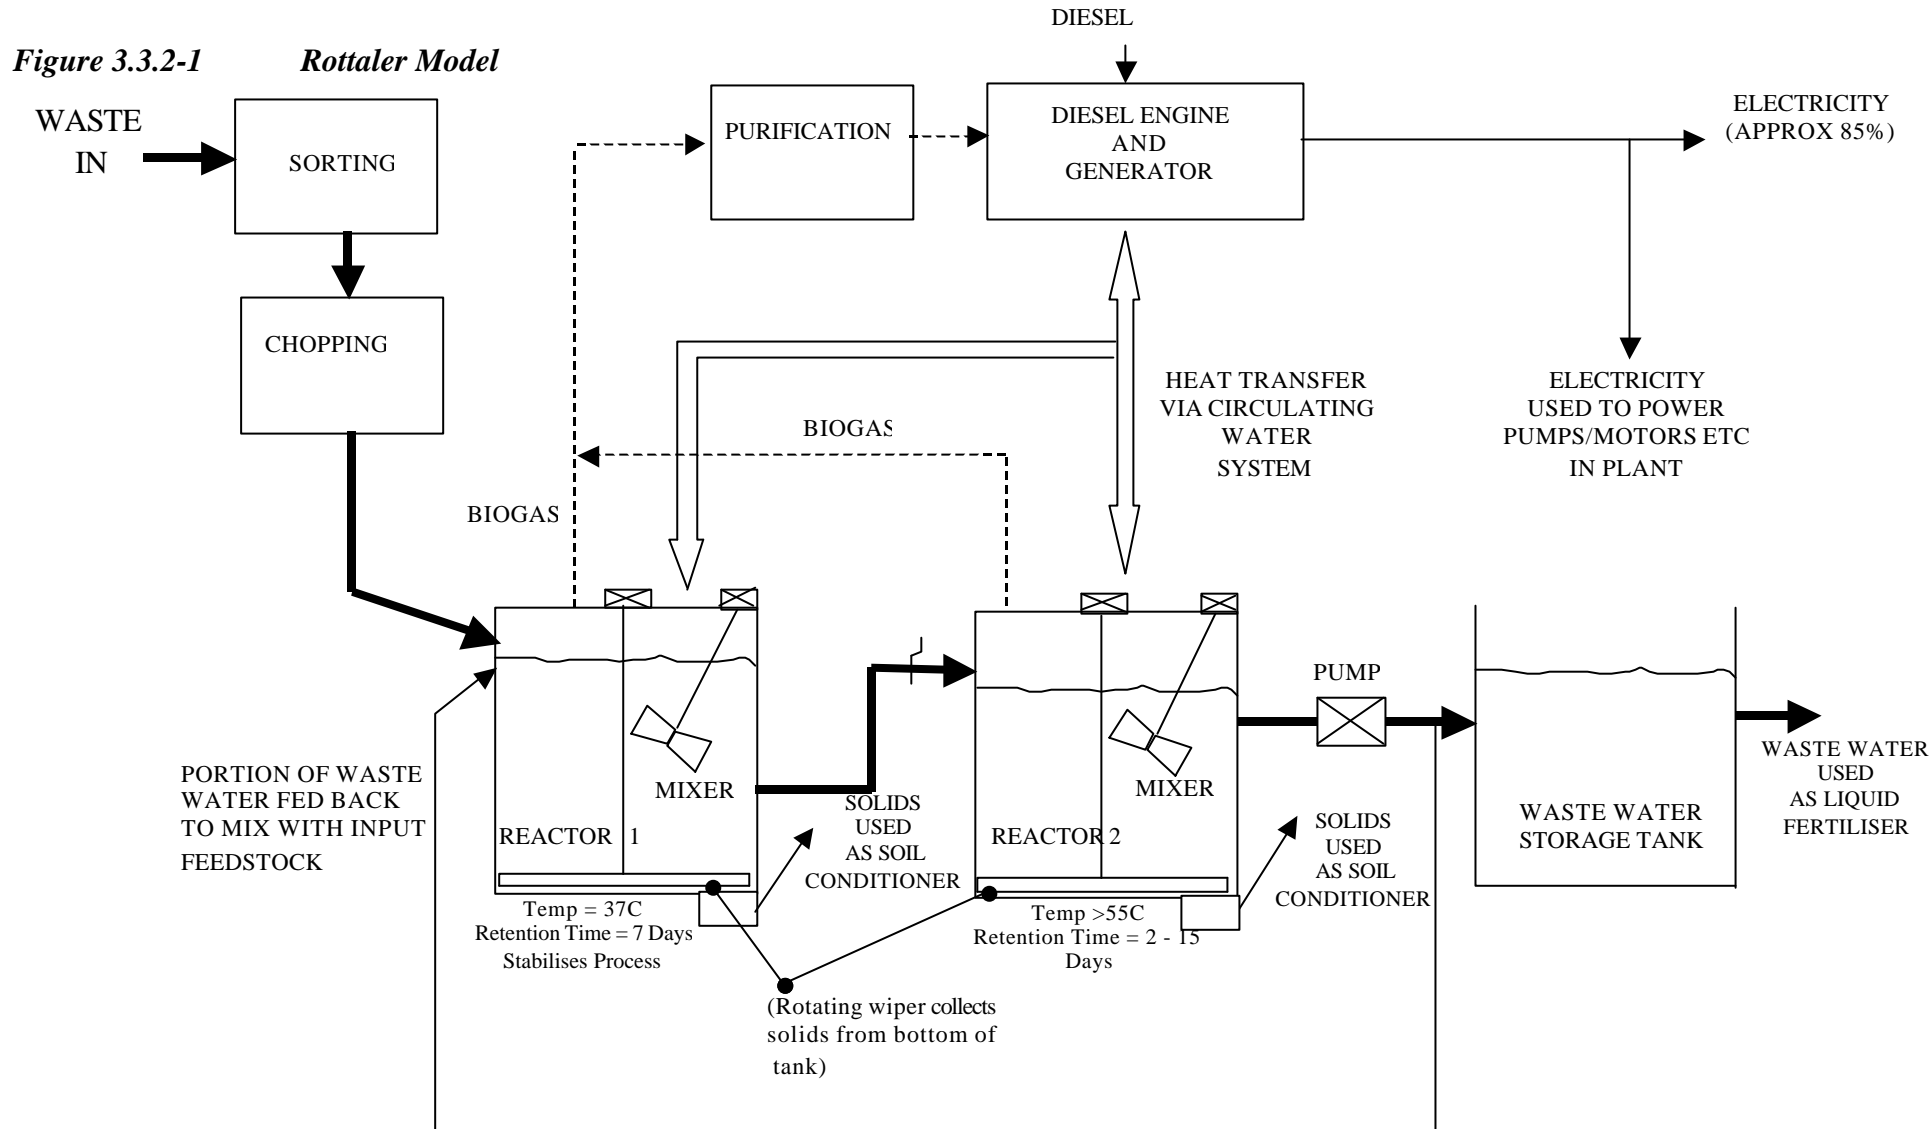 DIESEL
Figure 3.3.2-1 Rottaler Model
WASTE
IN
SORTING
PURIFICATION
DIESEL ENGINE
AND
GENERATOR
ELECTRICITY
(APPROX 85%)
CHOPPING
HEAT TRANSFER
VIA CIRCULATING
WATER
SYSTEM
ELECTRICITY
USED TO POWER
PUMPS/MOTORS ETC
IN PLANT
BIOGAS
BIOGAS
PUMP
PORTION OF WASTE
WATER FED BACK
TO MIX WITH INPUT
FEEDSTOCK
MIXER
REACTOR 1
SOLIDS
USED
AS SOIL
CONDITIONER
MIXER
REACTOR 2
SOLIDS
USED
AS SOIL
CONDITIONER
WASTE WATER
STORAGE TANK
WASTE WATER
USED
AS LIQUID
FERTILISER
Temp = 37C
Retention Time = 7 Days
Stabilises Process
Temp >55C
Retention Time = 2 - 15
Days
(Rotating wiper collects
solids from bottom of
tank)